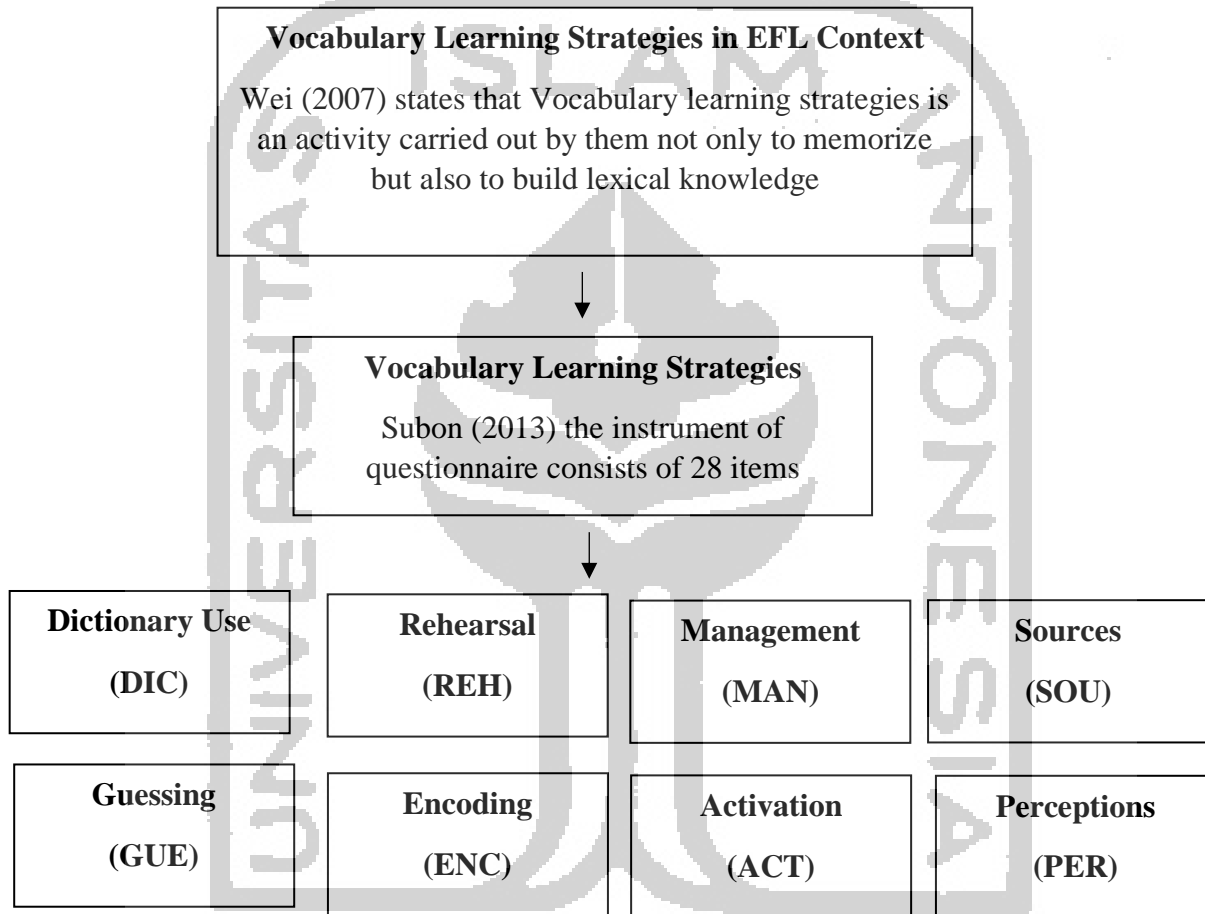 Vocabulary Learning Strategies in EFL Context
Wei (2007) states that Vocabulary learning strategies is
an activity carried out by them not only to memorize
but also to build lexical knowledge
Vocabulary Learning Strategies
Subon (2013) the instrument of
questionnaire consists of 28 items
Dictionary Use
(DIC)
Rehearsal
(REH)
Management
(MAN)
Sources
(SOU)
Guessing
(GUE)
Encoding
(ENC)
Activation
(ACT)
Perceptions
(PER)
UNIVERSITAS
ISLAM
INDONESIA